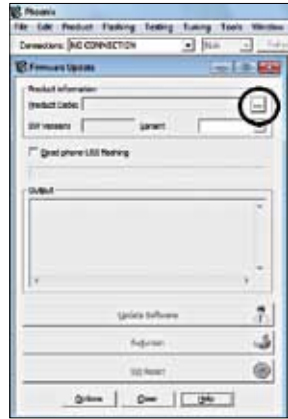 Phoenix
File Edit Product Flashing Testing Tuning Tools Window
Connections: NO CONNECTION
Firmware Update
Product Information
Product Code:
SW Version: Variant
Dead phone USB flashing
Output
Update Software
Refurbish
SW Reset
Options Close Help